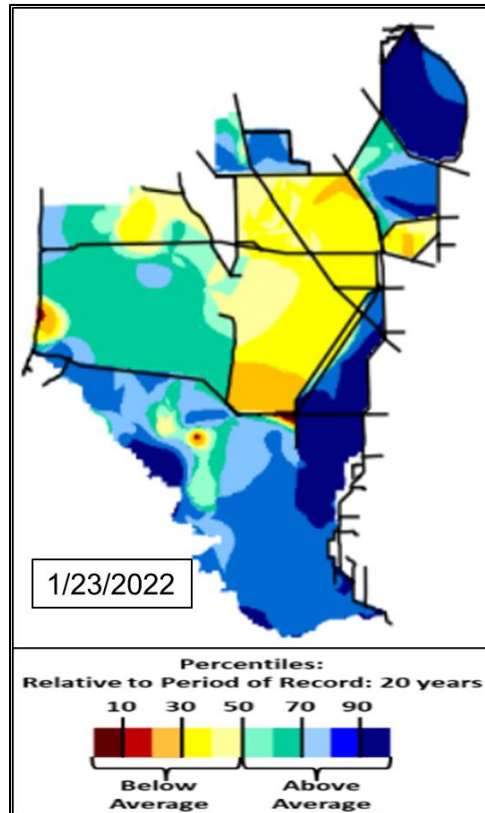 1/23/2022
Percentiles:
Relative to Period of Record: 20 years
10 30 50 70 90
Below Above
Average Average